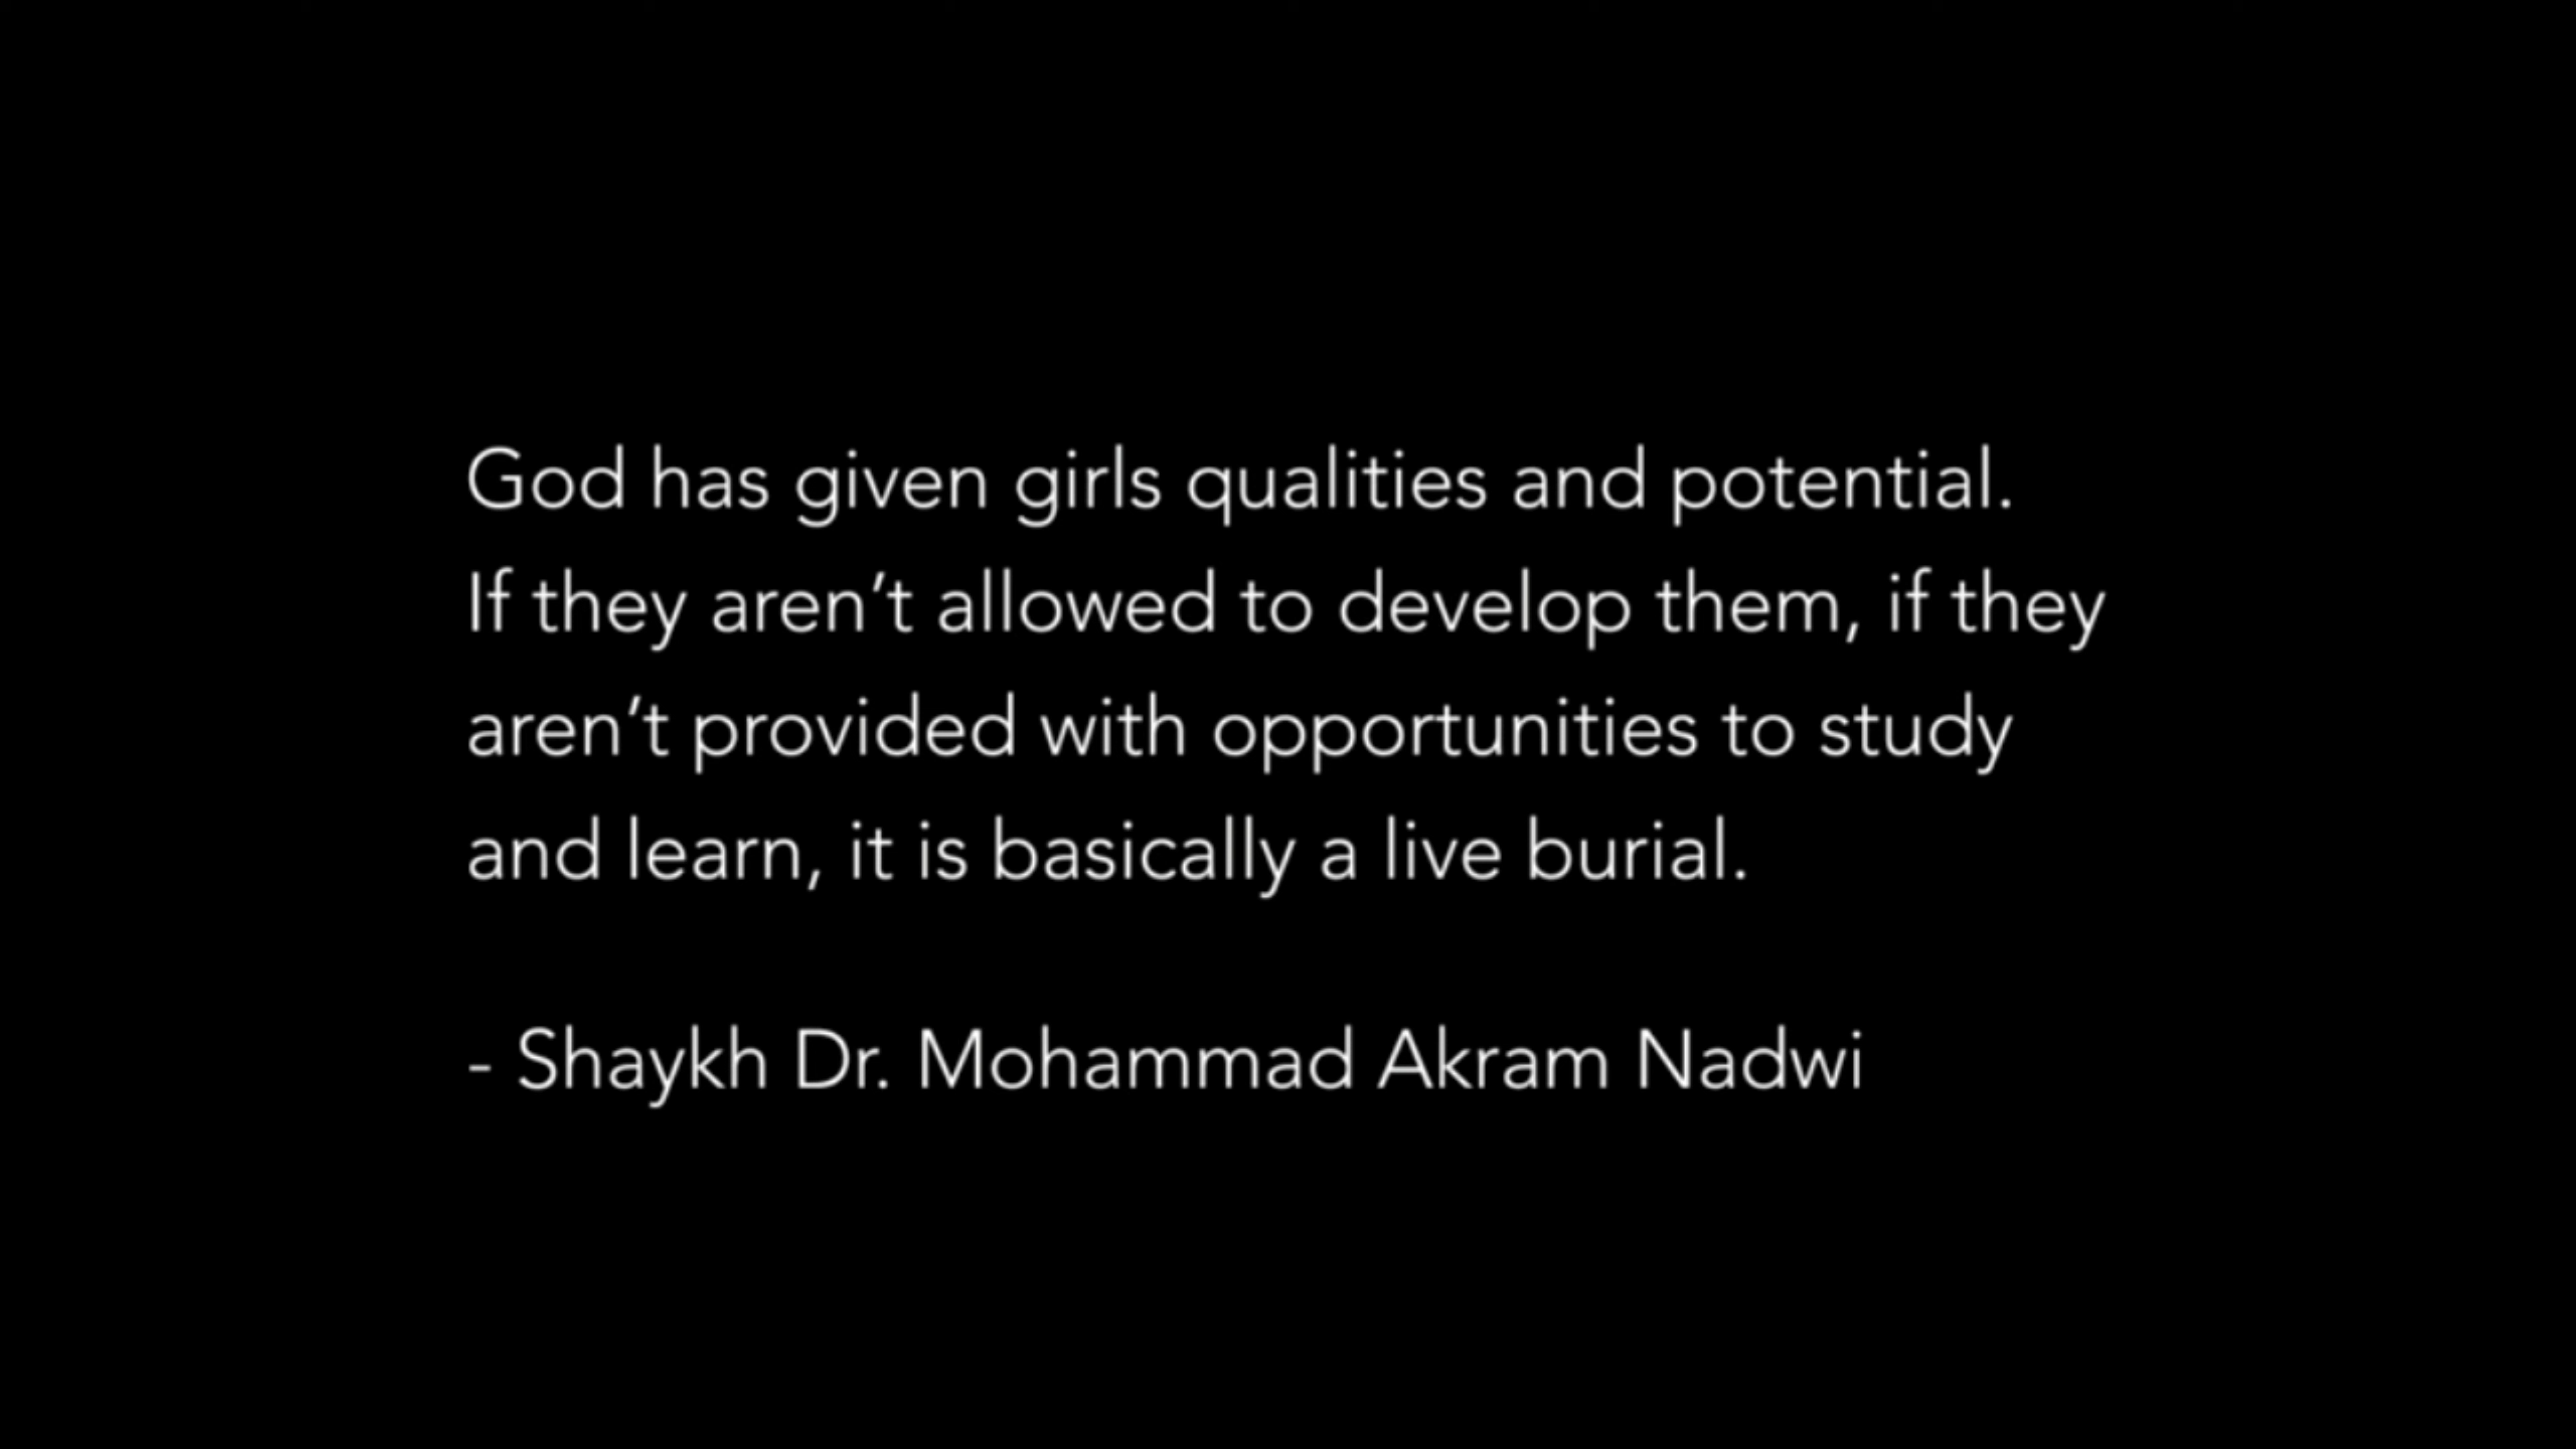 God has given girls qualities and potential.
If they aren’t allowed to develop them, if they
aren’t provided with opportunities to study
and learn, it is basically a live burial.
- Shaykh Dr. Mohammad Akram Nadwi